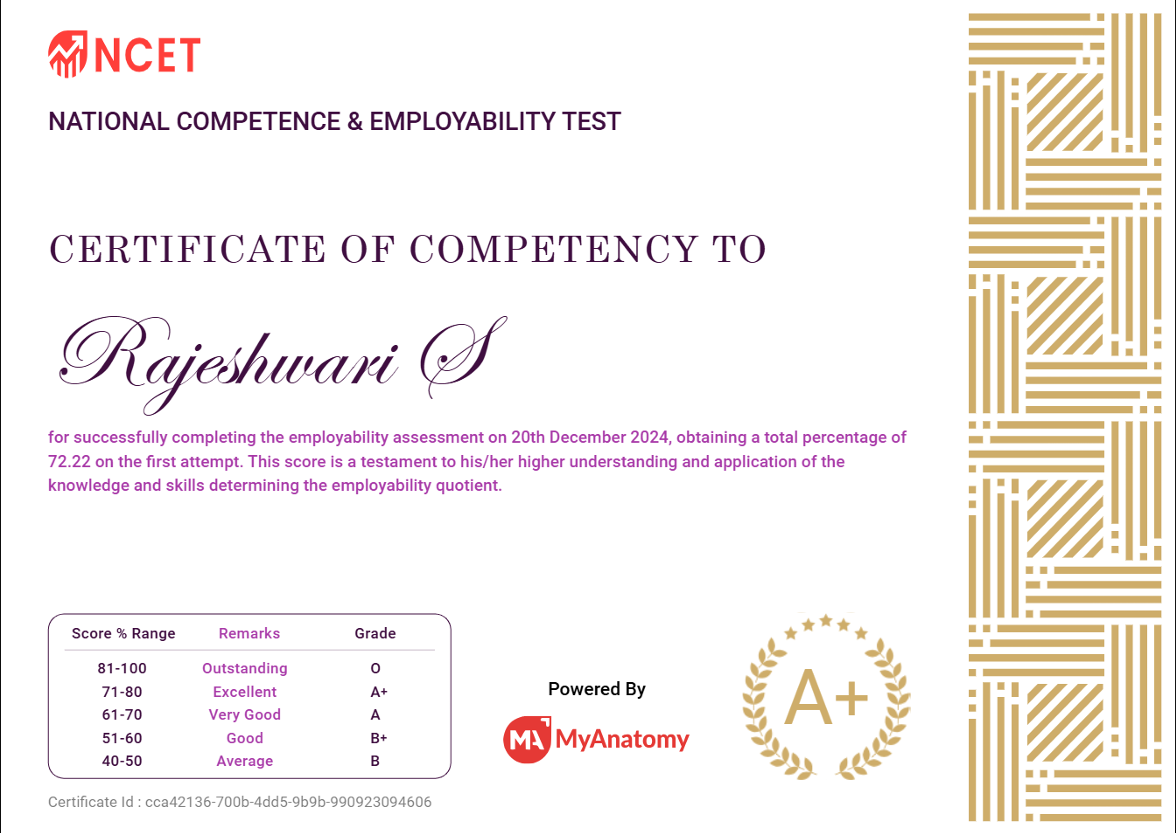 NCET
NATIONAL COMPETENCE & EMPLOYABILITY TEST
CERTIFICATE OF COMPETENCY TO
Rajeshwari S
for successfully completing the employability assessment on 20th December 2024, obtaining a total percentage of
72.22 on the first attempt. This score is a testament to his/her higher understanding and application of the
knowledge and skills determining the employability quotient.
Score % Range Remarks Grade
81-100 Outstanding O
71-80 Excellent A+
61-70 Very Good A
51-60 Good B+
40-50 Average B
Powered By
MA MyAnatomy
A+
Certificate Id : cca42136-700b-4dd5-9b9b-990923094606